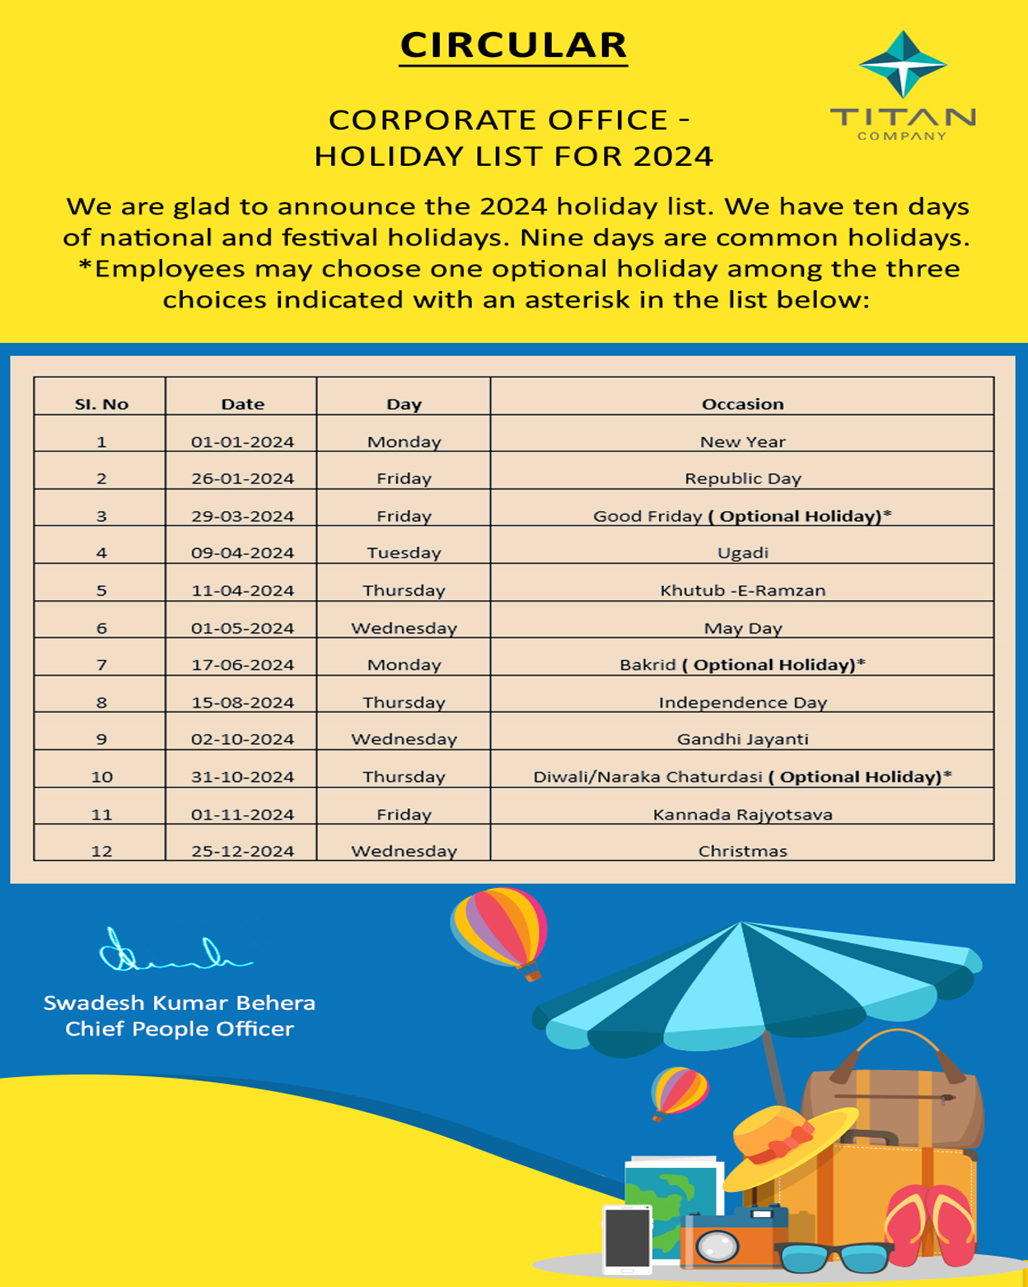 CIRCULAR
TITAN
COMPANY
CORPORATE OFFICE -
HOLIDAY LIST FOR 2024
We are glad to announce the 2024 holiday list. We have ten days
of national and festival holidays. Nine days are common holidays.
*Employees may choose one optional holiday among the three
choices indicated with an asterisk in the list below:
SI. No Date Day Occasion
1 01-01-2024 Monday New Year
2 26-01-2024 Friday Republic Day
3 29-03-2024 Friday Good Friday ( Optional Holiday)*
4 09-04-2024 Tuesday Ugadi
5 11-04-2024 Thursday Khutub -E-Ramzan
6 01-05-2024 Wednesday May Day
7 17-06-2024 Monday Bakrid ( Optional Holiday)*
8 15-08-2024 Thursday Independence Day
9 02-10-2024 Wednesday Gandhi Jayanti
10 31-10-2024 Thursday Diwali/Naraka Chaturdasi ( Optional Holiday)*
11 01-11-2024 Friday Kannada Rajyotsava
12 25-12-2024 Wednesday Christmas
Swadesh Kumar Behera
Chief People Officer